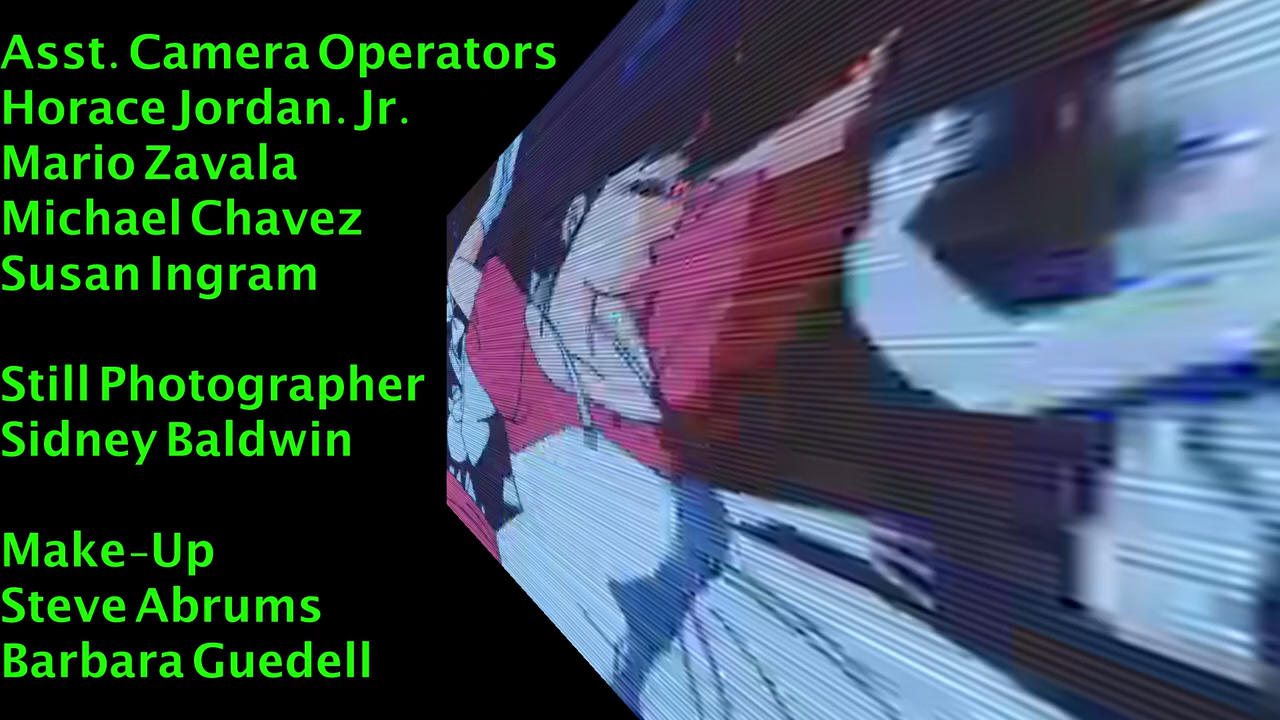 Asst. Camera Operators
Horace Jordan. Jr.
Mario Zavala
Michael Chavez
Susan Ingram
Still Photographer
Sidney Baldwin
Make-Up
Steve Abrums
Barbara Guedell